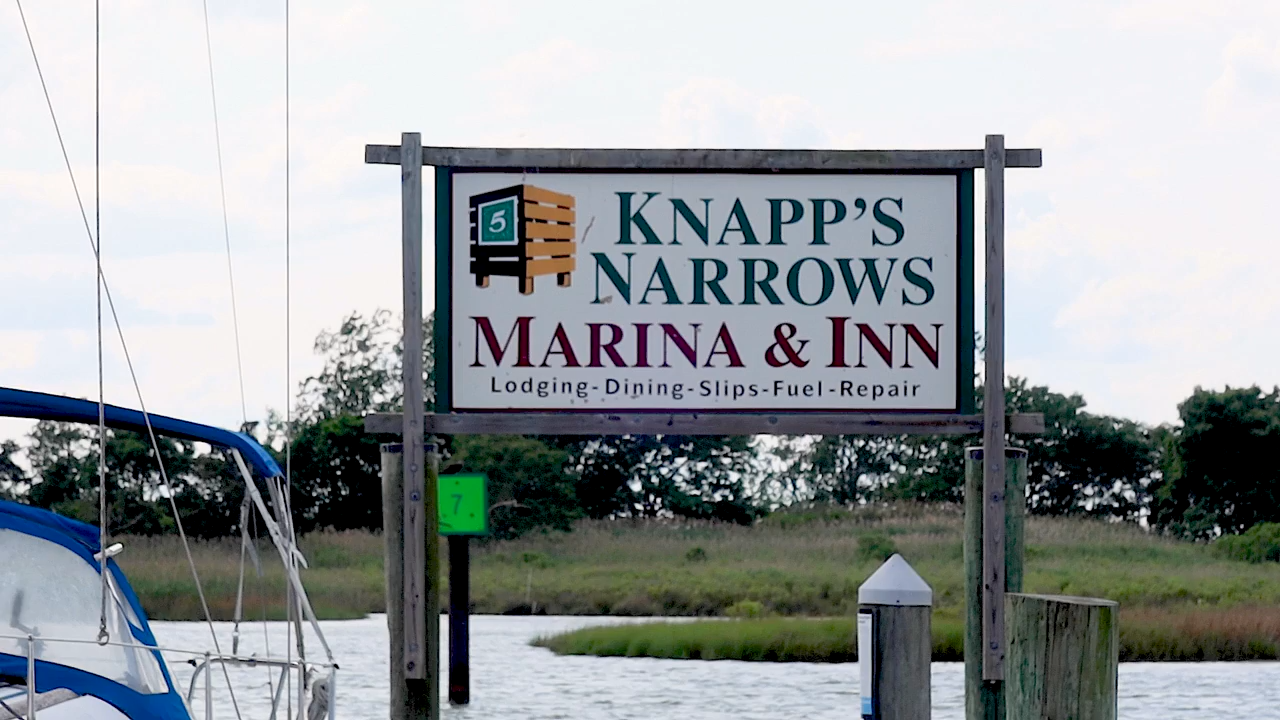 5
KNAPP'S
NARROWS
MARINA & INN
Lodging-Dining-Slips-Fuel-Repair
7